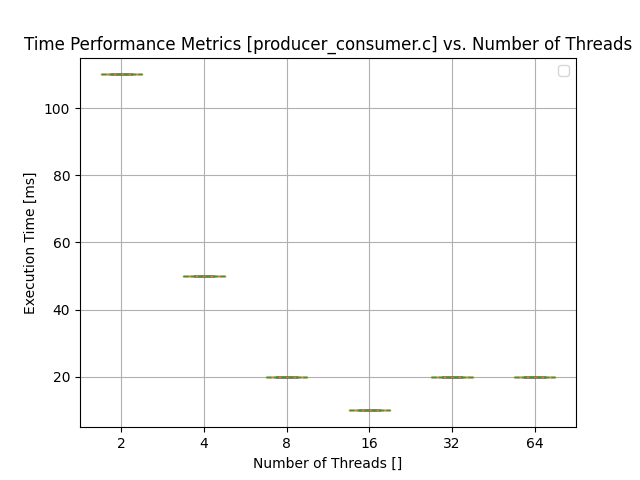 Time Performance Metrics [producer_consumer.c] vs. Number of Threads
Execution Time [ms]
100
80
60
40
20
2 4 8 16 32 64
Number of Threads []